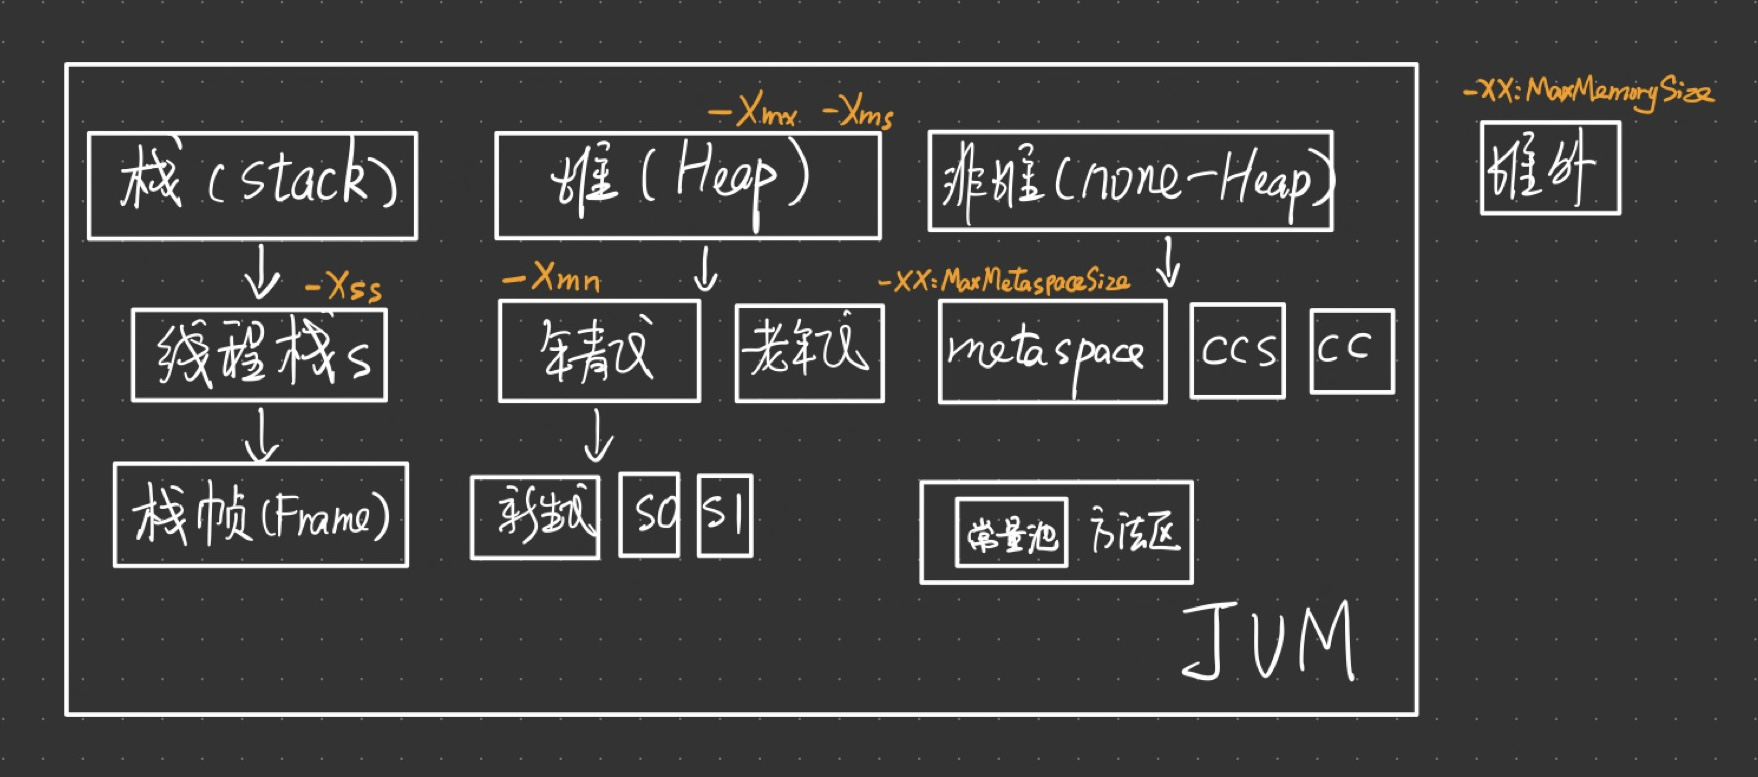 -Xmx -Xms
-XX:MaxMemorySize
栈(stack)
堆(Heap)
非堆(none-Heap)
堆外
-Xss
-Xmn
-XX:MaxMetaspaceSize
线程栈s
年青代
老年代
metaspace
CCS
CC
栈帧(Frame)
新生代
S0
S1
常量池
方法区
JVM